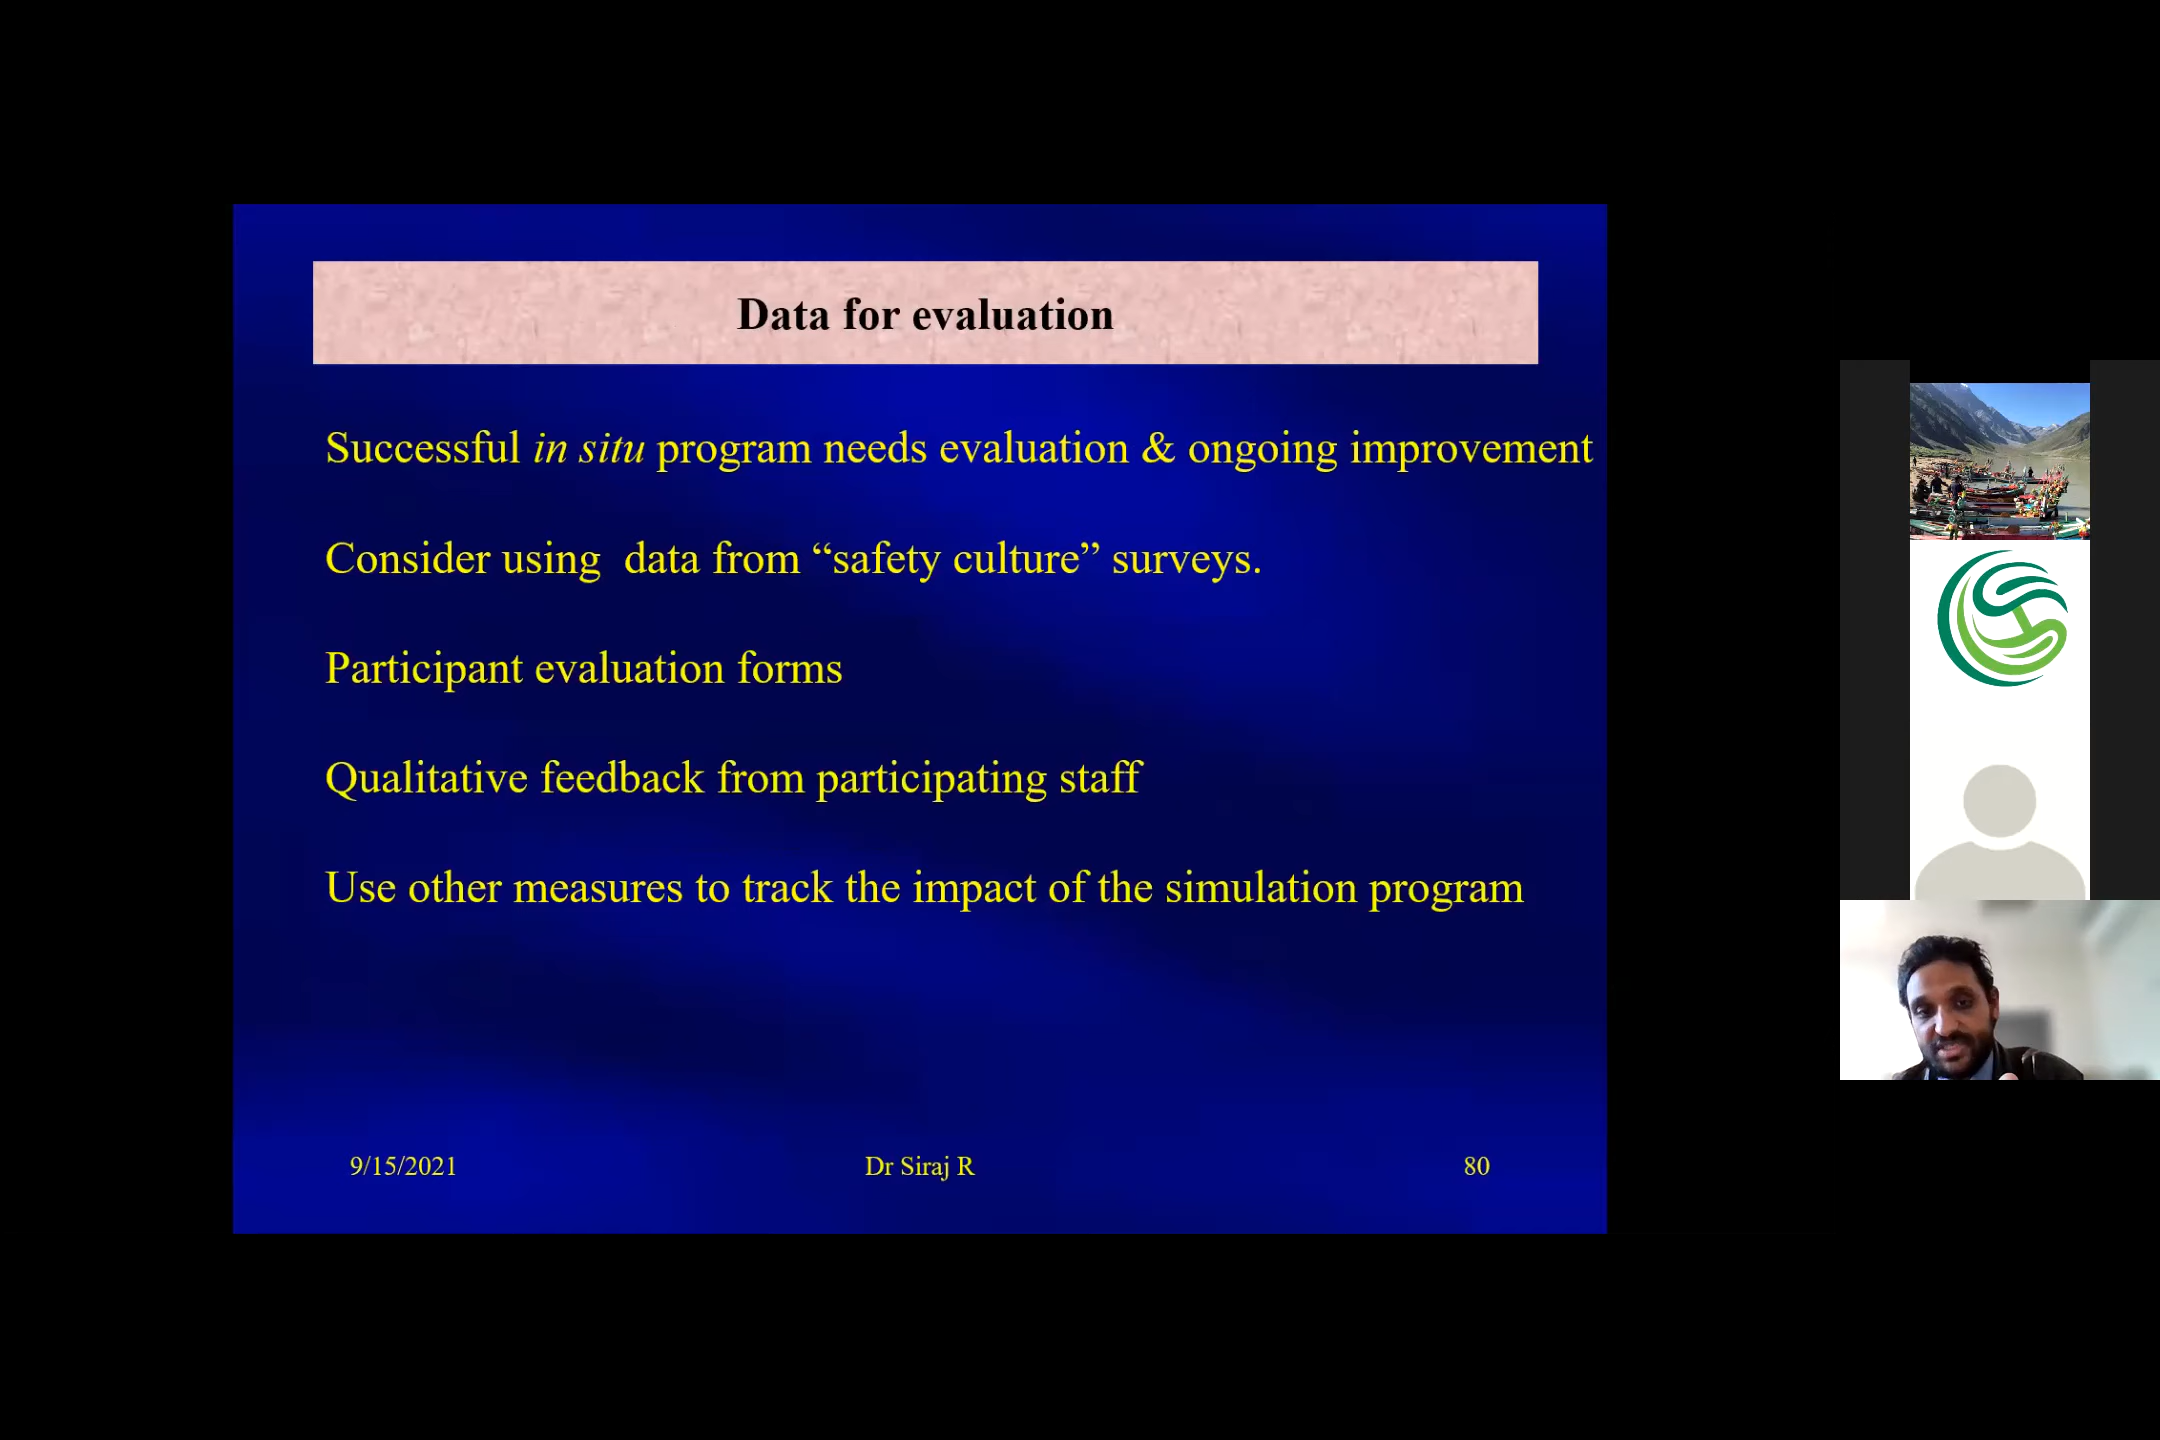 Data for evaluation
Successful in situ program needs evaluation & ongoing improvement
Consider using  data from “safety culture” surveys.
Participant evaluation forms
Qualitative feedback from participating staff
Use other measures to track the impact of the simulation program
9/15/2021
Dr Siraj R
80